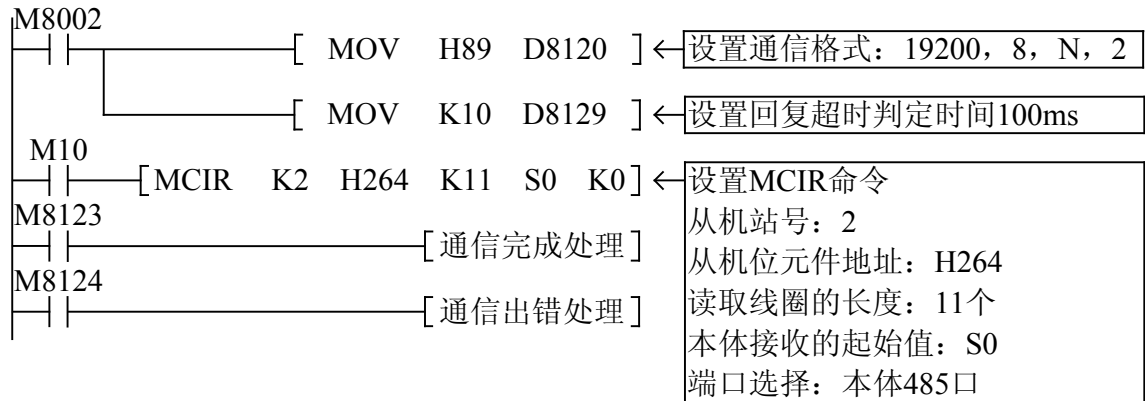 M8002
[ MOV H89 D8120 ] ← 设置通信格式：19200，8，N，2
[ MOV K10 D8129 ] ← 设置回复超时判定时间100ms
M10
[ MCIR K2 H264 K11 S0 K0 ] ← 设置MCIR命令
从机站号：2
从机位元件地址：H264
读取线圈的长度：11个
本体接收的起始值：S0
端口选择：本体485口
M8123
[ 通信完成处理 ]
M8124
[ 通信出错处理 ]